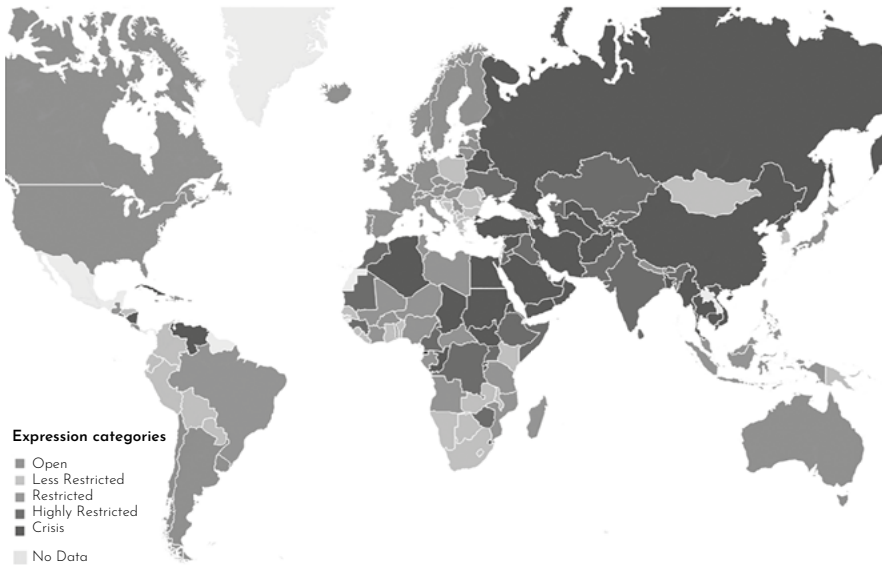 Expression categories
Open
Less Restricted
Restricted
Highly Restricted
Crisis
No Data